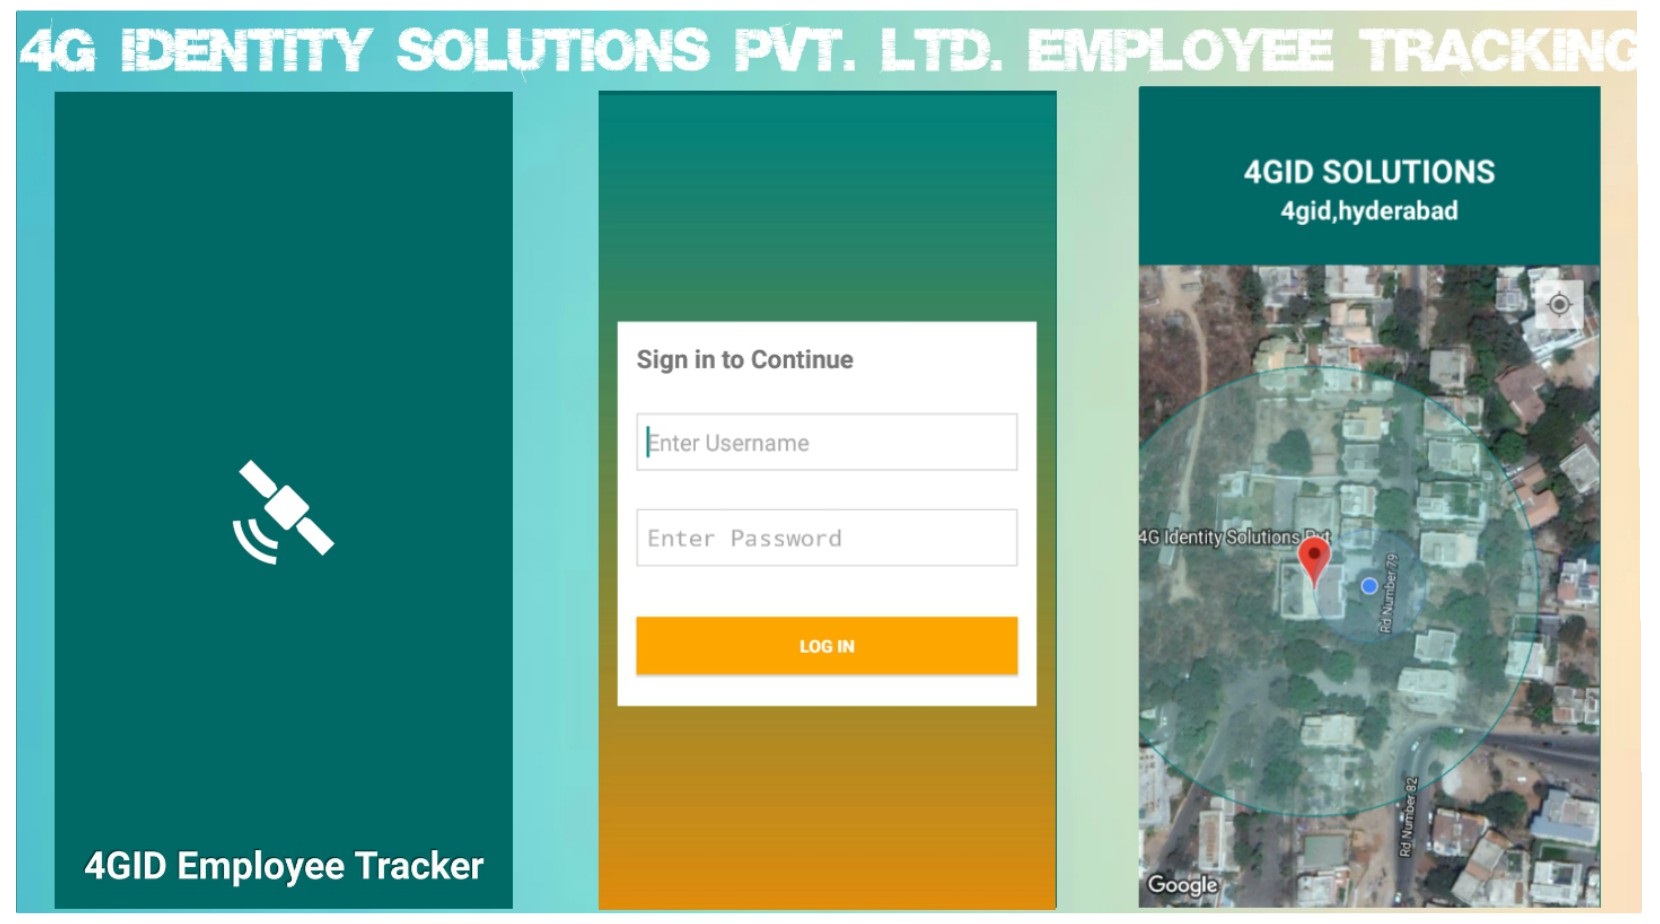 4G IDENTITY SOLUTIONS PVT. LTD. EMPLOYEE TRACKING
4GID Employee Tracker
Sign in to Continue
Enter Username
Enter Password
LOG IN
4GID SOLUTIONS
4gid,hyderabad
4G Identity Solutions Pvt
Rd Number 79
Rd Number 82
Google